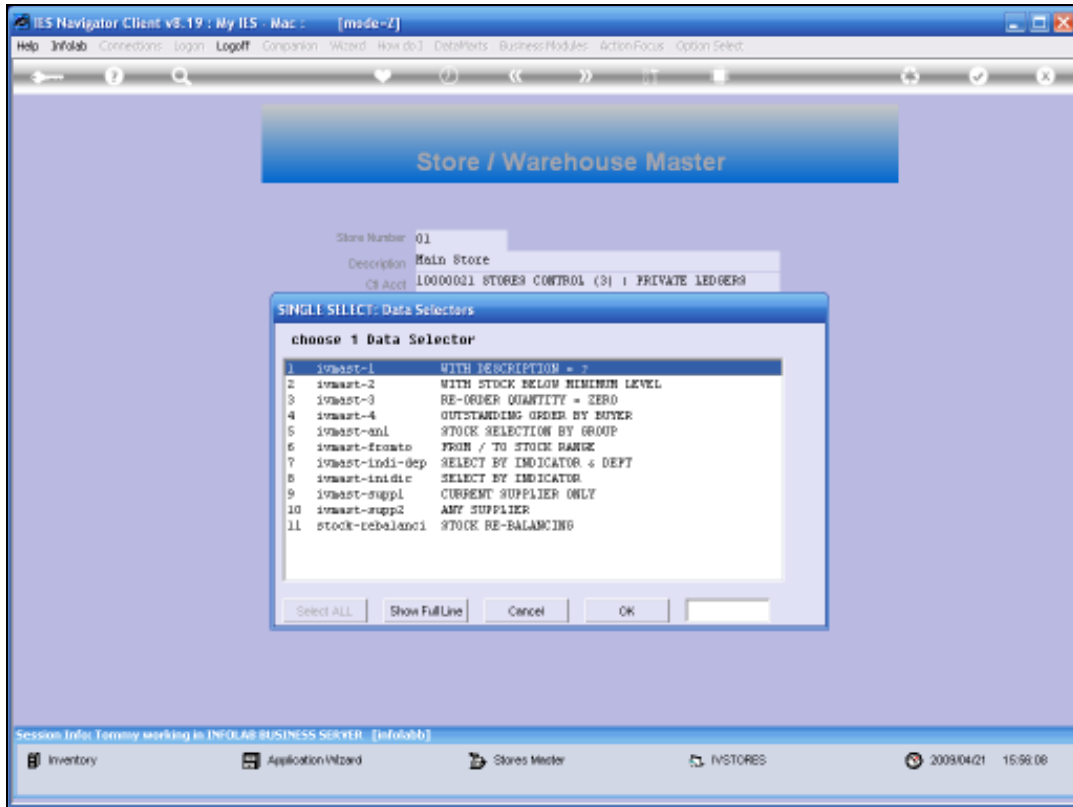 IES Navigator Client v8.19 : My IES - Mac : [mode=Z]
Help Infolab Connections Logon Logoff Companion Wizard How do I DataMarts Business Modules Action Focus Option Select
Store / Warehouse Master
Store Number 01
Description Main Store
Ctl Acct 10000021 STORES CONTROL (3) : PRIVATE LEDGERS
SINGLE SELECT: Data Selectors
choose 1 Data Selector
1 ivmast-1 WITH DESCRIPTION = ?
2 ivmast-2 WITH STOCK BELOW MINIMUM LEVEL
3 ivmast-3 RE-ORDER QUANTITY = ZERO
4 ivmast-4 OUTSTANDING ORDER BY BUYER
5 ivmast-anl STOCK SELECTION BY GROUP
6 ivmast-fromto FROM / TO STOCK RANGE
7 ivmast-indi-dep SELECT BY INDICATOR & DEPT
8 ivmast-inidic SELECT BY INDICATOR
9 ivmast-suppl CURRENT SUPPLIER ONLY
10 ivmast-supp2 ANY SUPPLIER
11 stock-rebalanci STOCK RE-BALANCING
Select ALL Show Full Line Cancel OK
Session Info: Tommy working in INFOLAB BUSINESS SERVER [infolabb]
Inventory Application Wizard Stores Master IVSTORES 2009/04/21 15:56:08